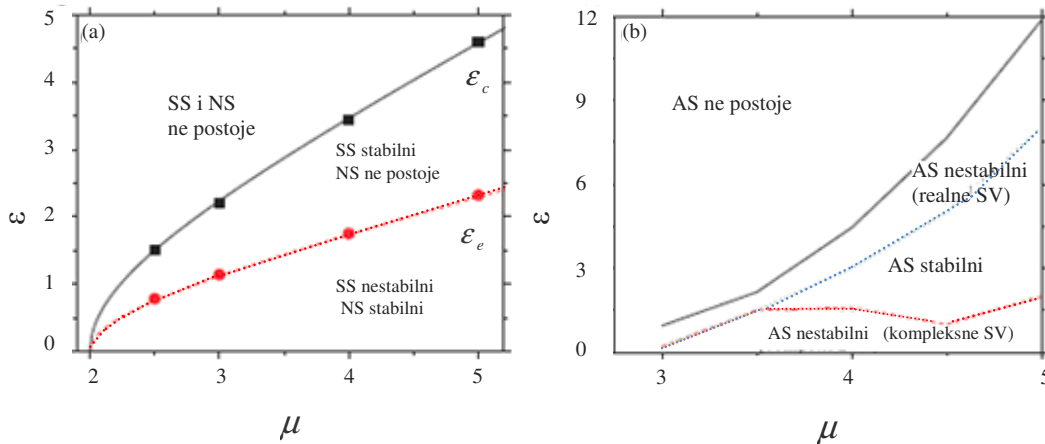 5
(a)
4
ε_c
SS i NS
ne postoje
3
SS stabilni
NS ne postoje
ε
2
ε_e
1
SS nestabilni
NS stabilni
0
2
3
4
5
μ
12
(b)
AS ne postoje
9
AS nestabilni
(realne SV)
6
ε
AS stabilni
3
AS nestabilni (kompleksne SV)
0
3
4
5
μ